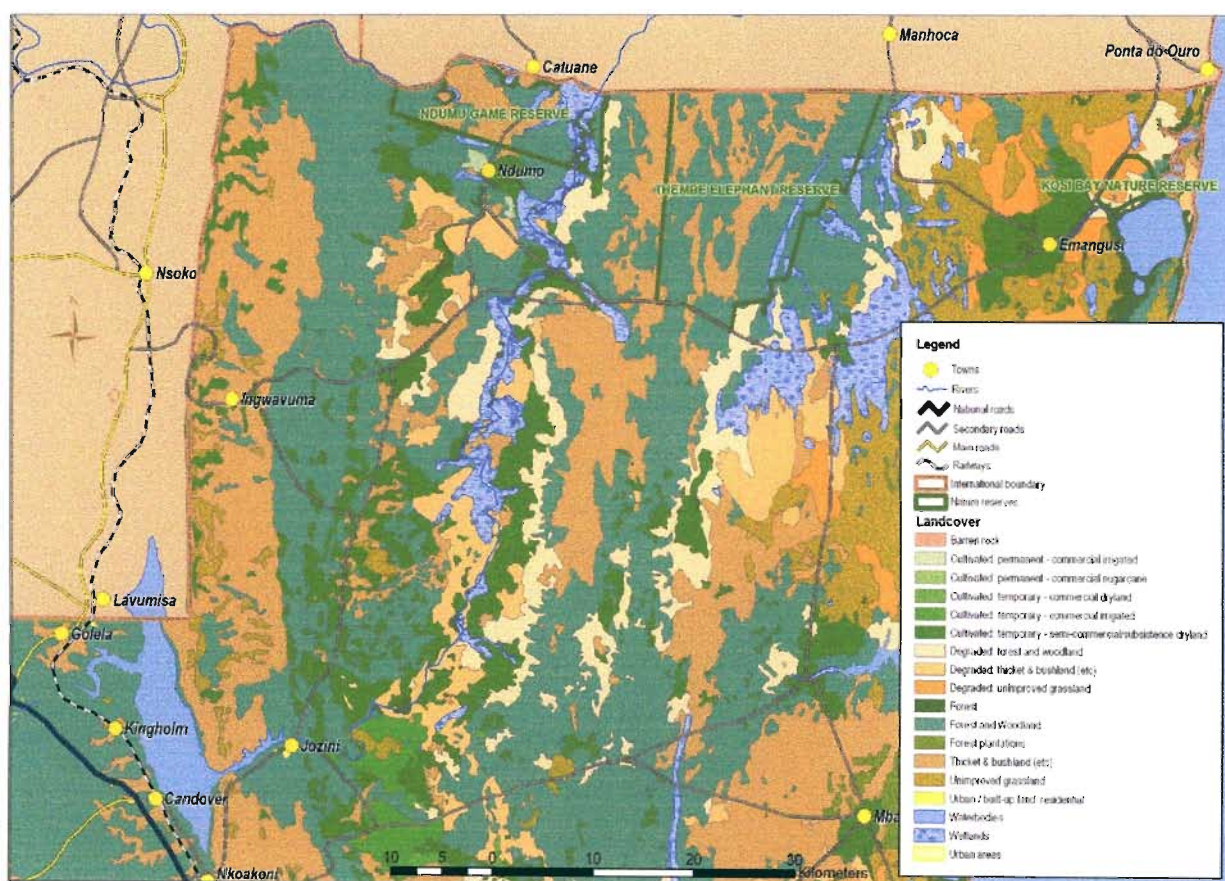 Manhoca
Ponta do Ouro
Catuane
NDUMU GAME RESERVE
Ndumo
THEMBE ELEPHANT RESERVE
KOSI BAY NATURE RESERVE
Emangusi
Nsoko
Ingwavuma
Lavumisa
Golela
Kingholm
Jozini
Candover
Mba
Nkoakoni
10 0 10 20 30
Kilometers
Legend
Towns
Rivers
National roads
Secondary roads
Main roads
Railways
International boundary
Nature reserves
Landcover
Barren rock
Cultivated: permanent - commercial irrigated
Cultivated: permanent - commercial sugarcane
Cultivated: temporary - commercial dryland
Cultivated: temporary - commercial irrigated
Cultivated: temporary - semi-commercial/subsistence dryland
Degraded: forest and woodland
Degraded: thicket & bushland (etc)
Degraded: unimproved grassland
Forest
Forest and Woodland
Forest plantations
Thicket & bushland (etc)
Unimproved grassland
Urban / built-up land: residential
Waterbodies
Wetlands
Urban areas